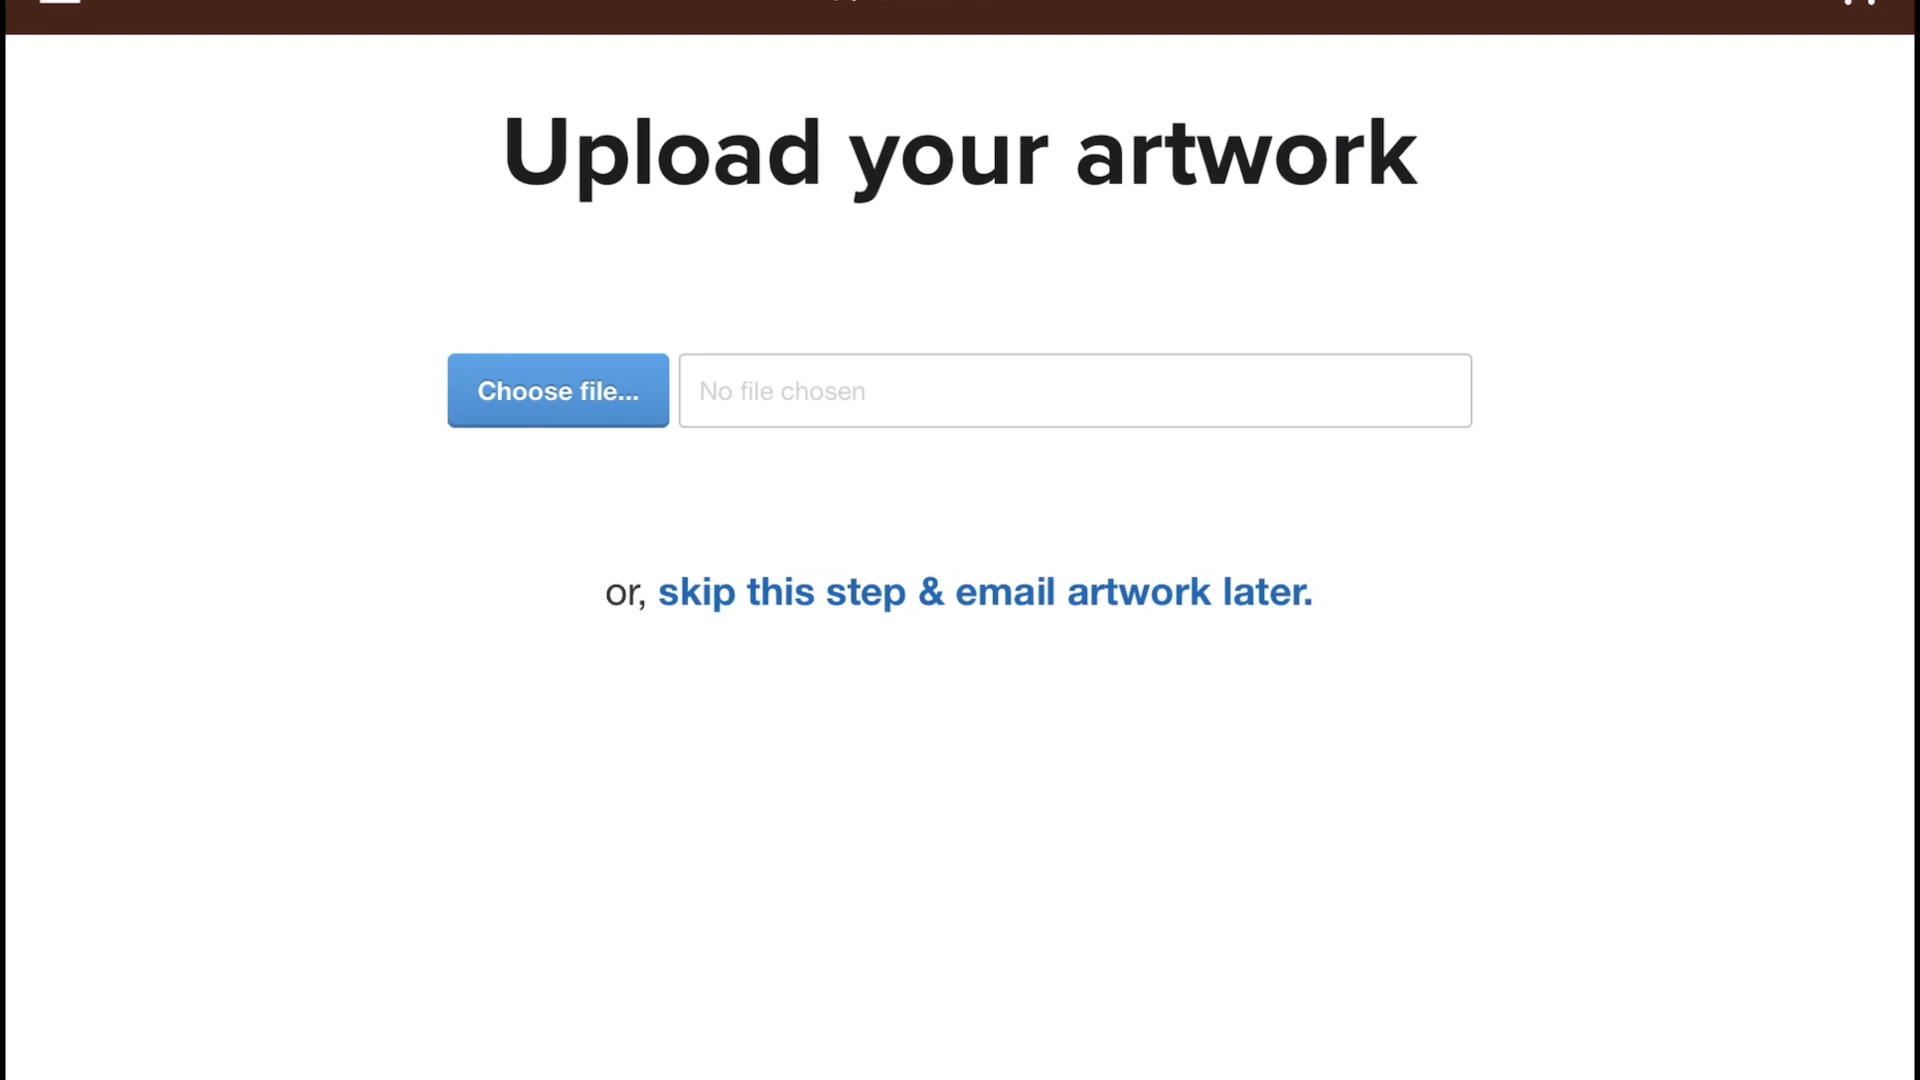 Upload your artwork
Choose file...
No file chosen
or, skip this step & email artwork later.